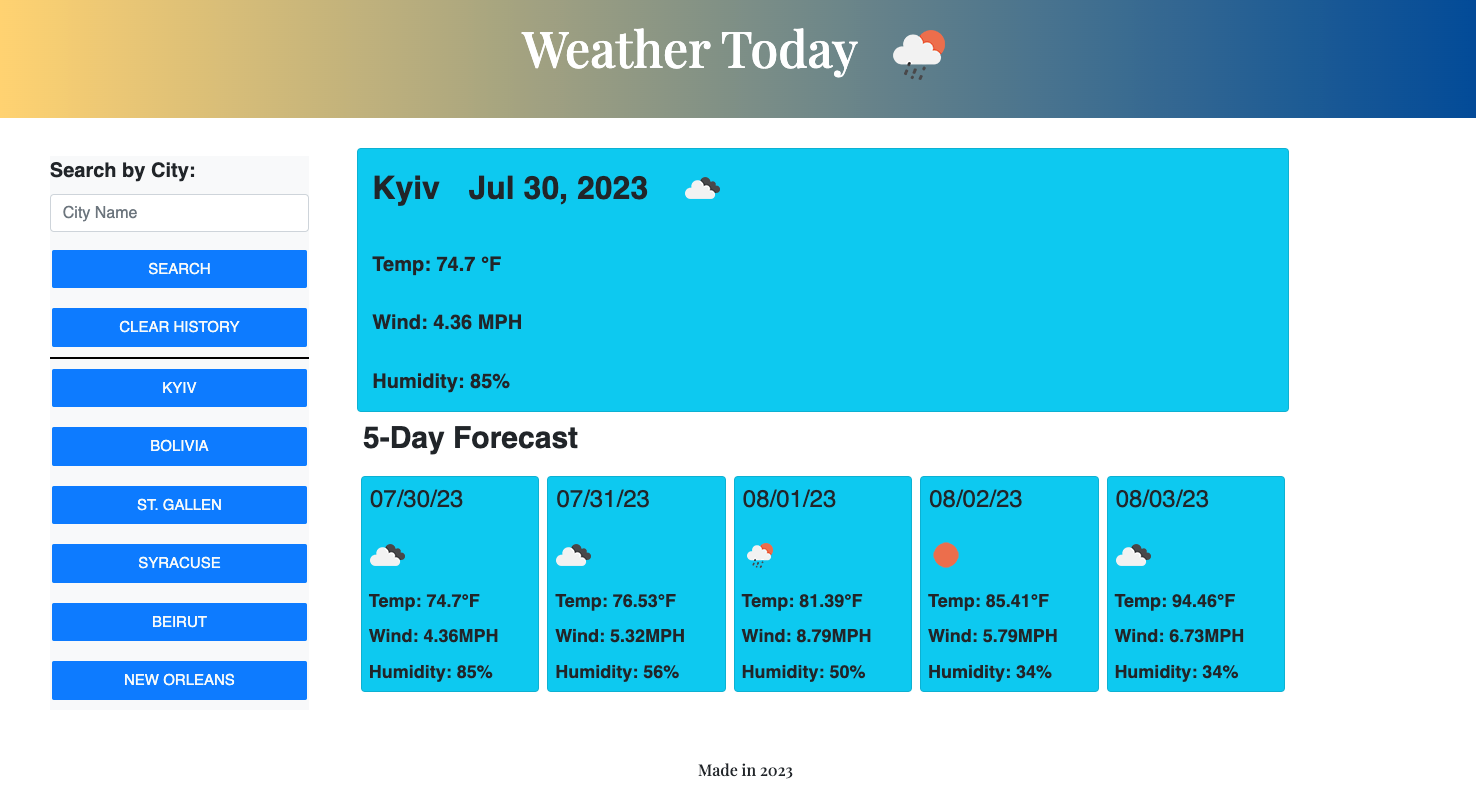 Weather Today
Search by City:
City Name
SEARCH
CLEAR HISTORY
KYIV
BOLIVIA
ST. GALLEN
SYRACUSE
BEIRUT
NEW ORLEANS
Kyiv Jul 30, 2023
Temp: 74.7 °F
Wind: 4.36 MPH
Humidity: 85%
5-Day Forecast
07/30/23
Temp: 74.7°F
Wind: 4.36MPH
Humidity: 85%
07/31/23
Temp: 76.53°F
Wind: 5.32MPH
Humidity: 56%
08/01/23
Temp: 81.39°F
Wind: 8.79MPH
Humidity: 50%
08/02/23
Temp: 85.41°F
Wind: 5.79MPH
Humidity: 34%
08/03/23
Temp: 94.46°F
Wind: 6.73MPH
Humidity: 34%
Made in 2023